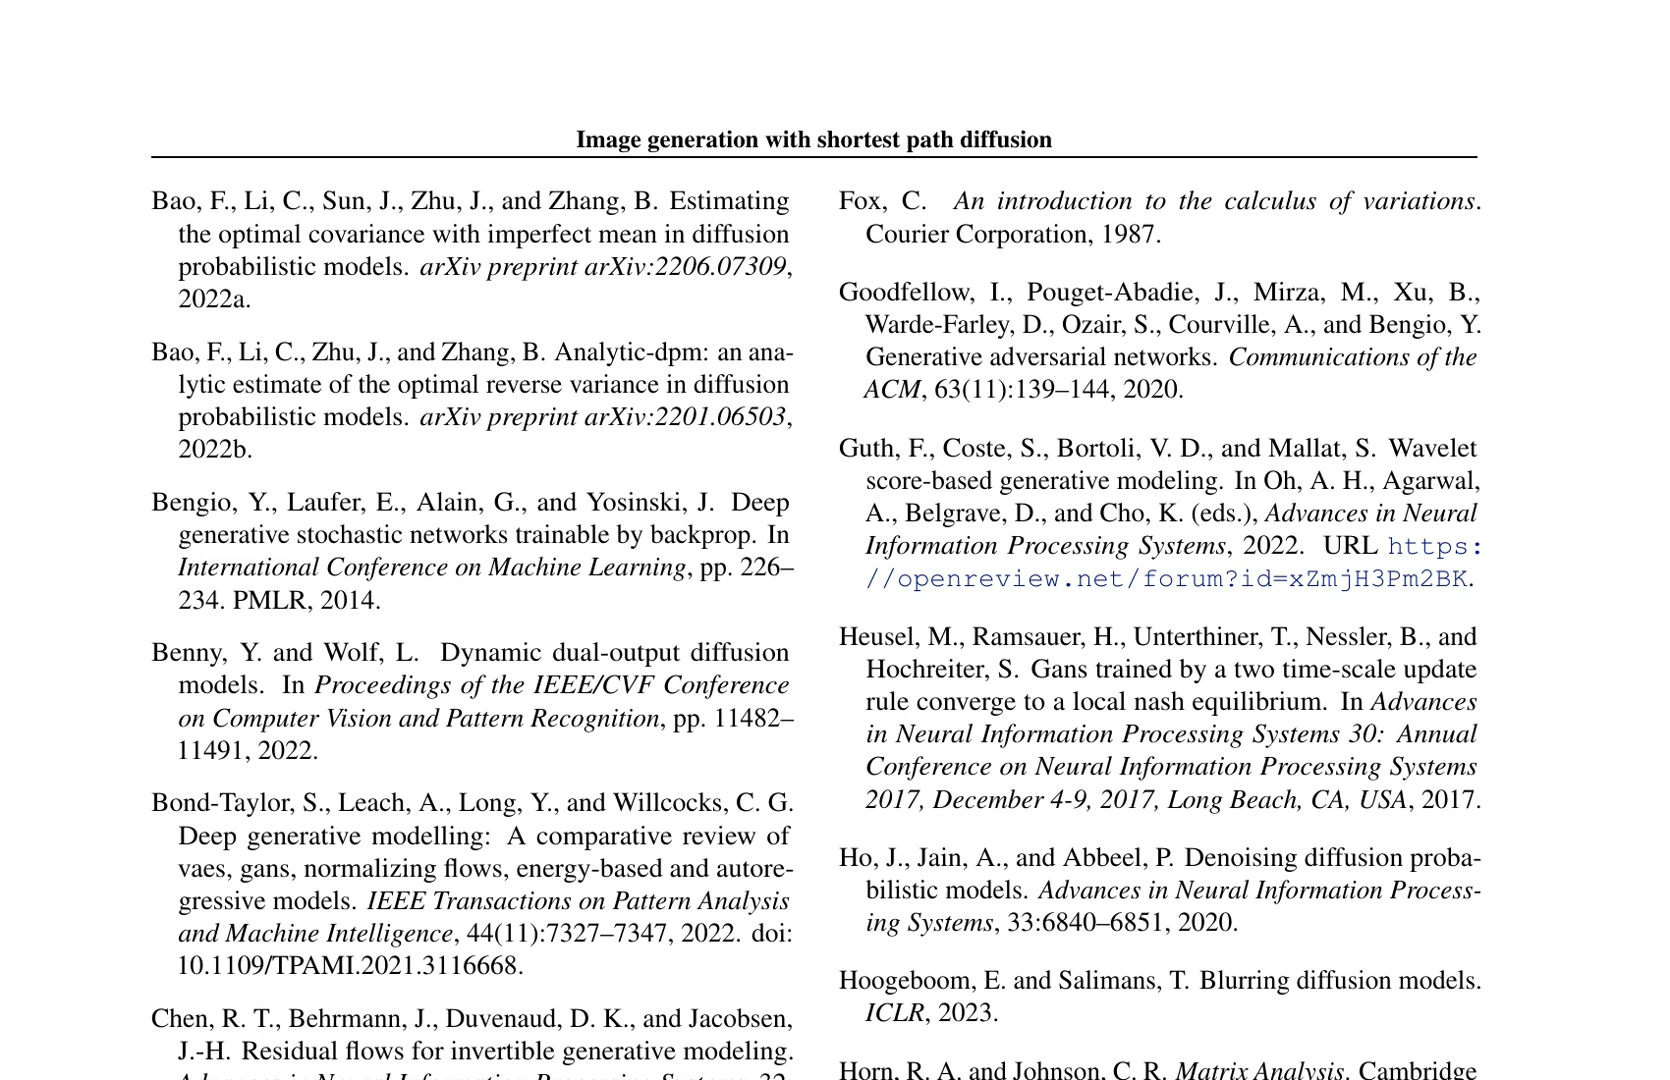 Image generation with shortest path diffusion
Bao, F., Li, C., Sun, J., Zhu, J., and Zhang, B. Estimating
the optimal covariance with imperfect mean in diffusion
probabilistic models. arXiv preprint arXiv:2206.07309,
2022a.
Bao, F., Li, C., Zhu, J., and Zhang, B. Analytic-dpm: an ana-
lytic estimate of the optimal reverse variance in diffusion
probabilistic models. arXiv preprint arXiv:2201.06503,
2022b.
Bengio, Y., Laufer, E., Alain, G., and Yosinski, J. Deep
generative stochastic networks trainable by backprop. In
International Conference on Machine Learning, pp. 226–
234. PMLR, 2014.
Benny, Y. and Wolf, L. Dynamic dual-output diffusion
models. In Proceedings of the IEEE/CVF Conference
on Computer Vision and Pattern Recognition, pp. 11482–
11491, 2022.
Bond-Taylor, S., Leach, A., Long, Y., and Willcocks, C. G.
Deep generative modelling: A comparative review of
vaes, gans, normalizing flows, energy-based and autore-
gressive models. IEEE Transactions on Pattern Analysis
and Machine Intelligence, 44(11):7327–7347, 2022. doi:
10.1109/TPAMI.2021.3116668.
Chen, R. T., Behrmann, J., Duvenaud, D. K., and Jacobsen,
J.-H. Residual flows for invertible generative modeling.
Advances in Neural Information Processing Systems, 32,
Fox, C. An introduction to the calculus of variations.
Courier Corporation, 1987.
Goodfellow, I., Pouget-Abadie, J., Mirza, M., Xu, B.,
Warde-Farley, D., Ozair, S., Courville, A., and Bengio, Y.
Generative adversarial networks. Communications of the
ACM, 63(11):139–144, 2020.
Guth, F., Coste, S., Bortoli, V. D., and Mallat, S. Wavelet
score-based generative modeling. In Oh, A. H., Agarwal,
A., Belgrave, D., and Cho, K. (eds.), Advances in Neural
Information Processing Systems, 2022. URL https:
//openreview.net/forum?id=xZmjH3Pm2BK.
Heusel, M., Ramsauer, H., Unterthiner, T., Nessler, B., and
Hochreiter, S. Gans trained by a two time-scale update
rule converge to a local nash equilibrium. In Advances
in Neural Information Processing Systems 30: Annual
Conference on Neural Information Processing Systems
2017, December 4-9, 2017, Long Beach, CA, USA, 2017.
Ho, J., Jain, A., and Abbeel, P. Denoising diffusion proba-
bilistic models. Advances in Neural Information Process-
ing Systems, 33:6840–6851, 2020.
Hoogeboom, E. and Salimans, T. Blurring diffusion models.
ICLR, 2023.
Horn, R. A. and Johnson, C. R. Matrix Analysis. Cambridge